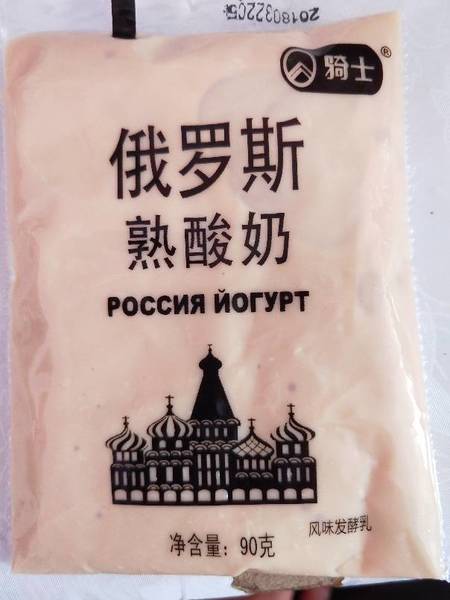 20180322C5
骑士®
俄罗斯
熟酸奶
РОССИЯ ЙОГУРТ
净含量：90克
风味发酵乳